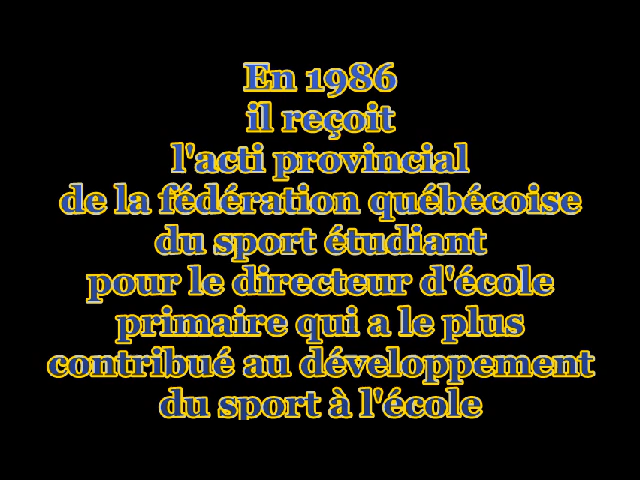 En 1986
il reçoit
l'acti provincial
de la fédération québécoise
du sport étudiant
pour le directeur d'école
primaire qui a le plus
contribué au développement
du sport à l'école